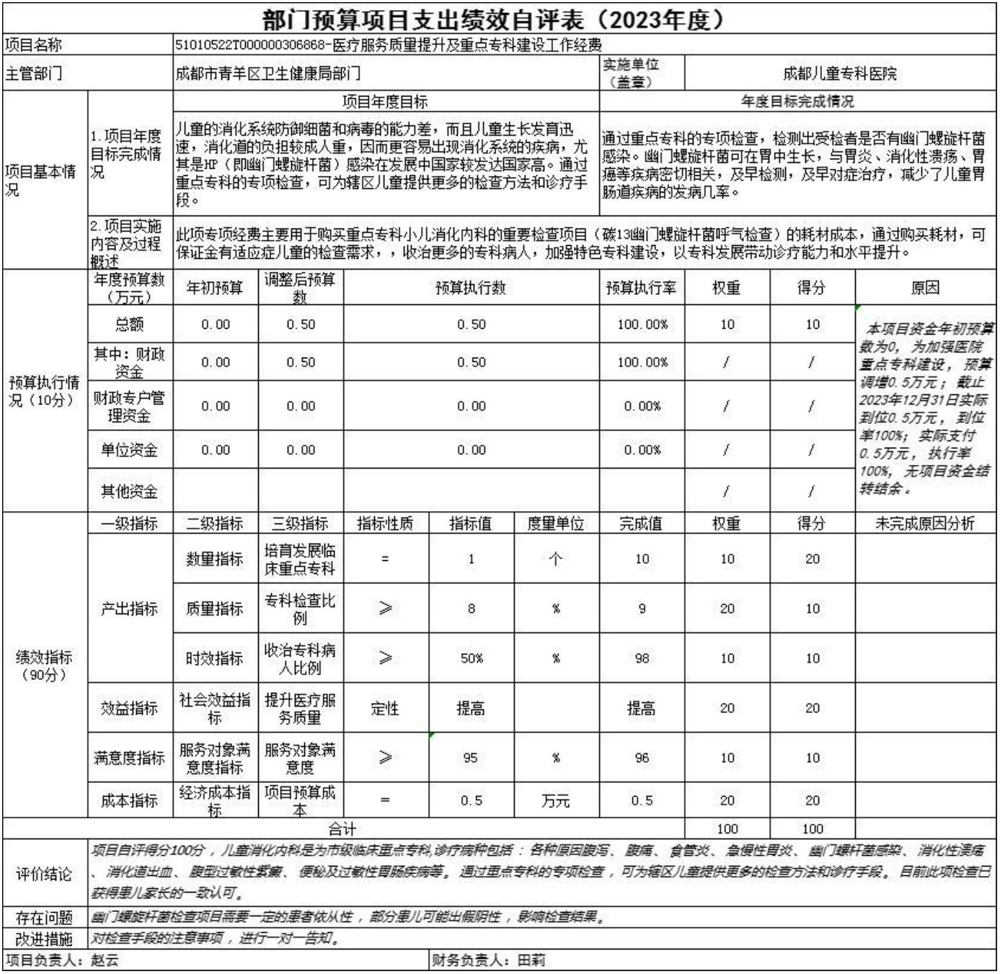 部门预算项目支出绩效自评表（2023年度）
项目名称 51010522T000000306868-医疗服务质量提升及重点专科建设工作经费
主管部门 成都市青羊区卫生健康局部门 实施单位（盖章） 成都儿童专科医院
项目基本情况
1.项目年度目标完成情况
项目年度目标 年度目标完成情况
儿童的消化系统防御细菌和病毒的能力差，而且儿童生长发育迅
速，消化道的负担较成人重，因而更容易出现消化系统的疾病，尤
其是HP（即幽门螺旋杆菌）感染在发展中国家较发达国家高。通过
重点专科的专项检查，可为辖区儿童提供更多的检查方法和诊疗手
段。
通过重点专科的专项检查，检测出受检者是否有幽门螺旋杆菌
感染。幽门螺旋杆菌可在胃中生长，与胃炎、消化性溃疡、胃
癌等疾病密切相关，及早检测，及早对症治疗，减少了儿童胃
肠道疾病的发病几率。
2.项目实施内容及过程概述
此项专项经费主要用于购买重点专科小儿消化内科的重要检查项目（碳13幽门螺旋杆菌呼气检查）的耗材成本，通过购买耗材，可
保证金有适应症儿童的检查需求，，收治更多的专科病人，加强特色专科建设，以专科发展带动诊疗能力和水平提升。
预算执行情况（10分）
年度预算数（万元） 年初预算 调整后预算数 预算执行数 预算执行率 权重 得分 原因
总额 0.00 0.50 0.50 100.00% 10 10
其中：财政资金 0.00 0.50 0.50 100.00% / /
财政专户管理资金 0.00 0.00 0.00 0.00% / /
单位资金 0.00 0.00 0.00 0.00% / /
其他资金 / /
本项目资金年初预算
数为0，为加强医院
重点专科建设，预算
调增0.5万元；截止
2023年12月31日实际
到位0.5万元，到位
率100%；实际支付
0.5万元，执行率
100%，无项目资金结
转结余。
绩效指标（90分）
一级指标 二级指标 三级指标 指标性质 指标值 度量单位 完成值 权重 得分 未完成原因分析
产出指标 数量指标 培育发展临床重点专科 = 1 个 10 10 20
质量指标 专科检查比例 ≥ 8 % 9 20 10
时效指标 收治专科病人比例 ≥ 50% % 98 10 10
效益指标 社会效益指标 提升医疗服务质量 定性 提高 提高 20 20
满意度指标 服务对象满意度指标 服务对象满意度 ≥ 95 % 96 10 10
成本指标 经济成本指标 项目预算成本 = 0.5 万元 0.5 20 20
合计 100 100
评价结论
项目自评得分100分，儿童消化内科是为市级临床重点专科,诊疗病种包括：各种原因腹泻、腹痛、食管炎、急慢性胃炎、幽门螺杆菌感染、消化性溃疡
、消化道出血、腹型过敏性紫癜、便秘及过敏性胃肠疾病等。通过重点专科的专项检查，可为辖区儿童提供更多的检查方法和诊疗手段。目前此项检查已
获得患儿家长的一致认可。
存在问题 幽门螺旋杆菌检查项目需要一定的患者依从性，部分患儿可能出假阴性，影响检查结果。
改进措施 对检查手段的注意事项，进行一对一告知。
项目负责人：赵云 财务负责人：田莉